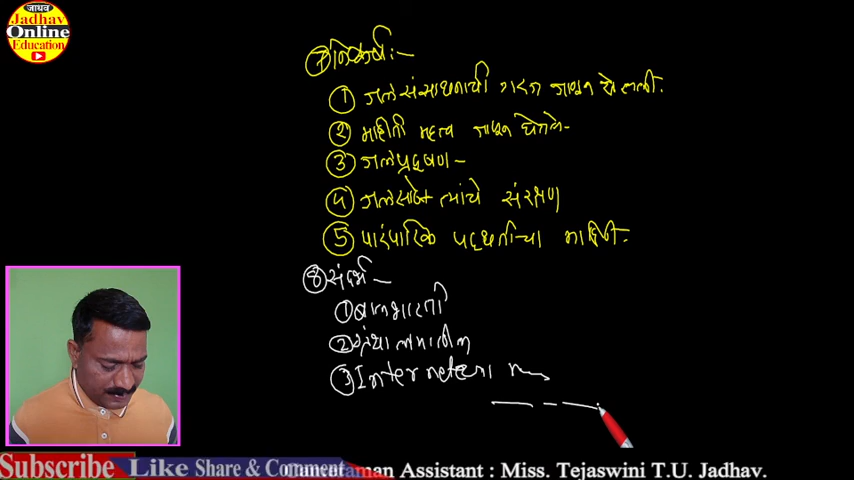 जाधव
Jadhav
Online
Education
७ निष्कर्ष :-
① जलसंसाधनाची गरज जाणून घेतली.
② माहीती महत्व जाणून घेतले-
③ जलप्रदूषण -
④ जलसाठे त्यांचे संरक्षण
⑤ पारंपारिक पद्धतीचा माहिती.
⑧ संदर्भ -
① बालभारती
② ग्रंथालयातील
③ Internet
Subscribe Like Share & Comment
Cameraman Assistant : Miss. Tejaswini T.U. Jadhav.